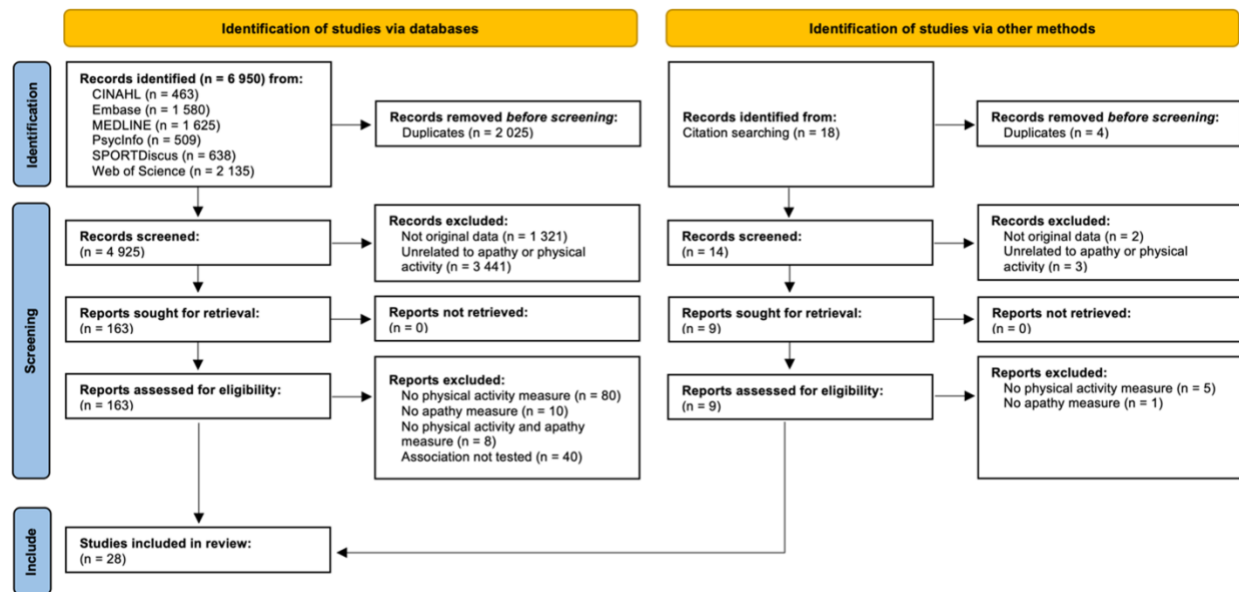 Identification of studies via databases
Identification of studies via other methods
Identification
Records identified (n = 6 950) from:
CINAHL (n = 463)
Embase (n = 1 580)
MEDLINE (n = 1 625)
PsycInfo (n = 509)
SPORTDiscus (n = 638)
Web of Science (n = 2 135)
Records removed before screening:
Duplicates (n = 2 025)
Records identified from:
Citation searching (n = 18)
Records removed before screening:
Duplicates (n = 4)
Screening
Records screened:
(n = 4 925)
Records excluded:
Not original data (n = 1 321)
Unrelated to apathy or physical
activity (n = 3 441)
Records screened:
(n = 14)
Records excluded:
Not original data (n = 2)
Unrelated to apathy or physical
activity (n = 3)
Reports sought for retrieval:
(n = 163)
Reports not retrieved:
(n = 0)
Reports sought for retrieval:
(n = 9)
Reports not retrieved:
(n = 0)
Reports assessed for eligibility:
(n = 163)
Reports excluded:
No physical activity measure (n = 80)
No apathy measure (n = 10)
No physical activity and apathy
measure (n = 8)
Association not tested (n = 40)
Reports assessed for eligibility:
(n = 9)
Reports excluded:
No physical activity measure (n = 5)
No apathy measure (n = 1)
Include
Studies included in review:
(n = 28)